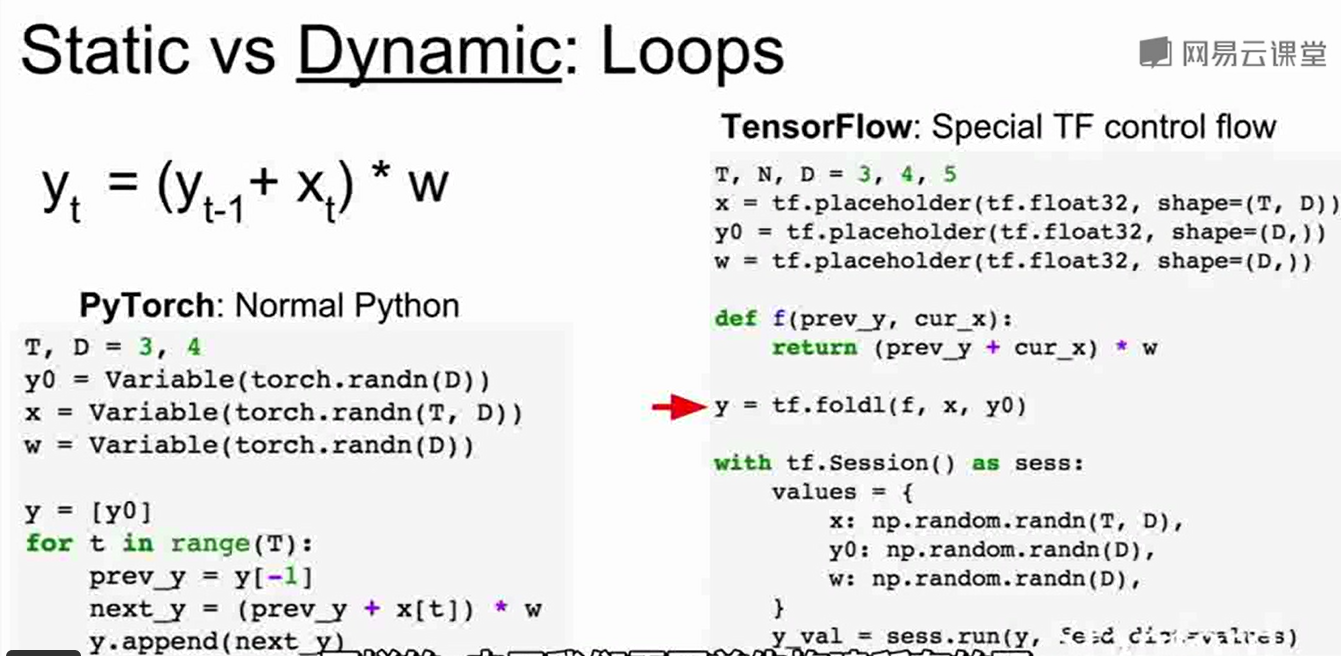 Static vs Dynamic: Loops
网易云课堂
y_t = (y_{t-1} + x_t) * w
PyTorch: Normal Python
T, D = 3, 4
y0 = Variable(torch.randn(D))
x = Variable(torch.randn(T, D))
w = Variable(torch.randn(D))
y = [y0]
for t in range(T):
    prev_y = y[-1]
    next_y = (prev_y + x[t]) * w
    y.append(next_y)
TensorFlow: Special TF control flow
T, N, D = 3, 4, 5
x = tf.placeholder(tf.float32, shape=(T, D))
y0 = tf.placeholder(tf.float32, shape=(D,))
w = tf.placeholder(tf.float32, shape=(D,))
def f(prev_y, cur_x):
    return (prev_y + cur_x) * w
y = tf.foldl(f, x, y0)
with tf.Session() as sess:
    values = {
        x: np.random.randn(T, D),
        y0: np.random.randn(D),
        w: np.random.randn(D),
    }
    y_val = sess.run(y, feed_dict=values)